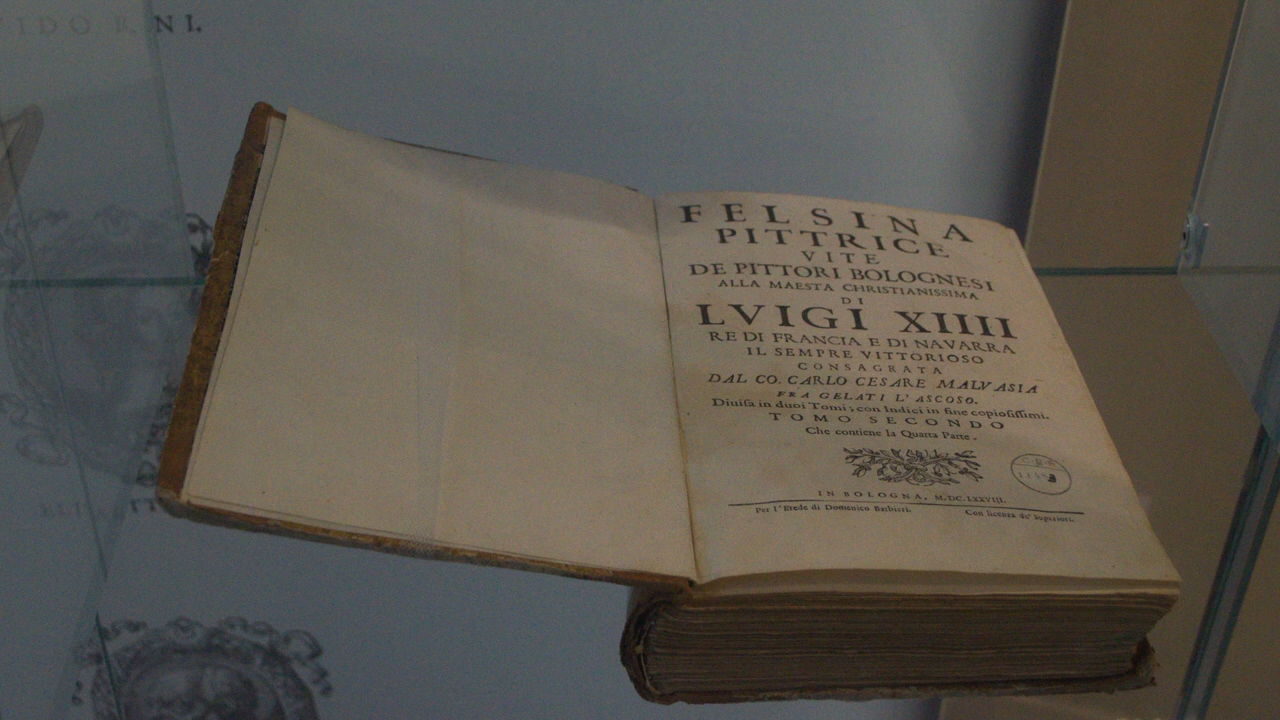 FELSINA
PITTRICE
VITE
DE PITTORI BOLOGNESI
ALLA MAESTA CHRISTIANISSIMA
DI
LVIGI XIIII
RE DI FRANCIA E DI NAVARRA
IL SEMPRE VITTORIOSO
CONSAGRATA
DAL CO. CARLO CESARE MALVASIA
FRA GELATI L'ASCOSO.
Diuiſa in duoi Tomi; con Indici in fine copioſiſſimi.
TOMO SECONDO
Che contiene la Quarta Parte.
IN BOLOGNA, M.DC.LXXVIII.
Per l'Erede di Domenico Barbieri.
Con licenza de' Superiori.